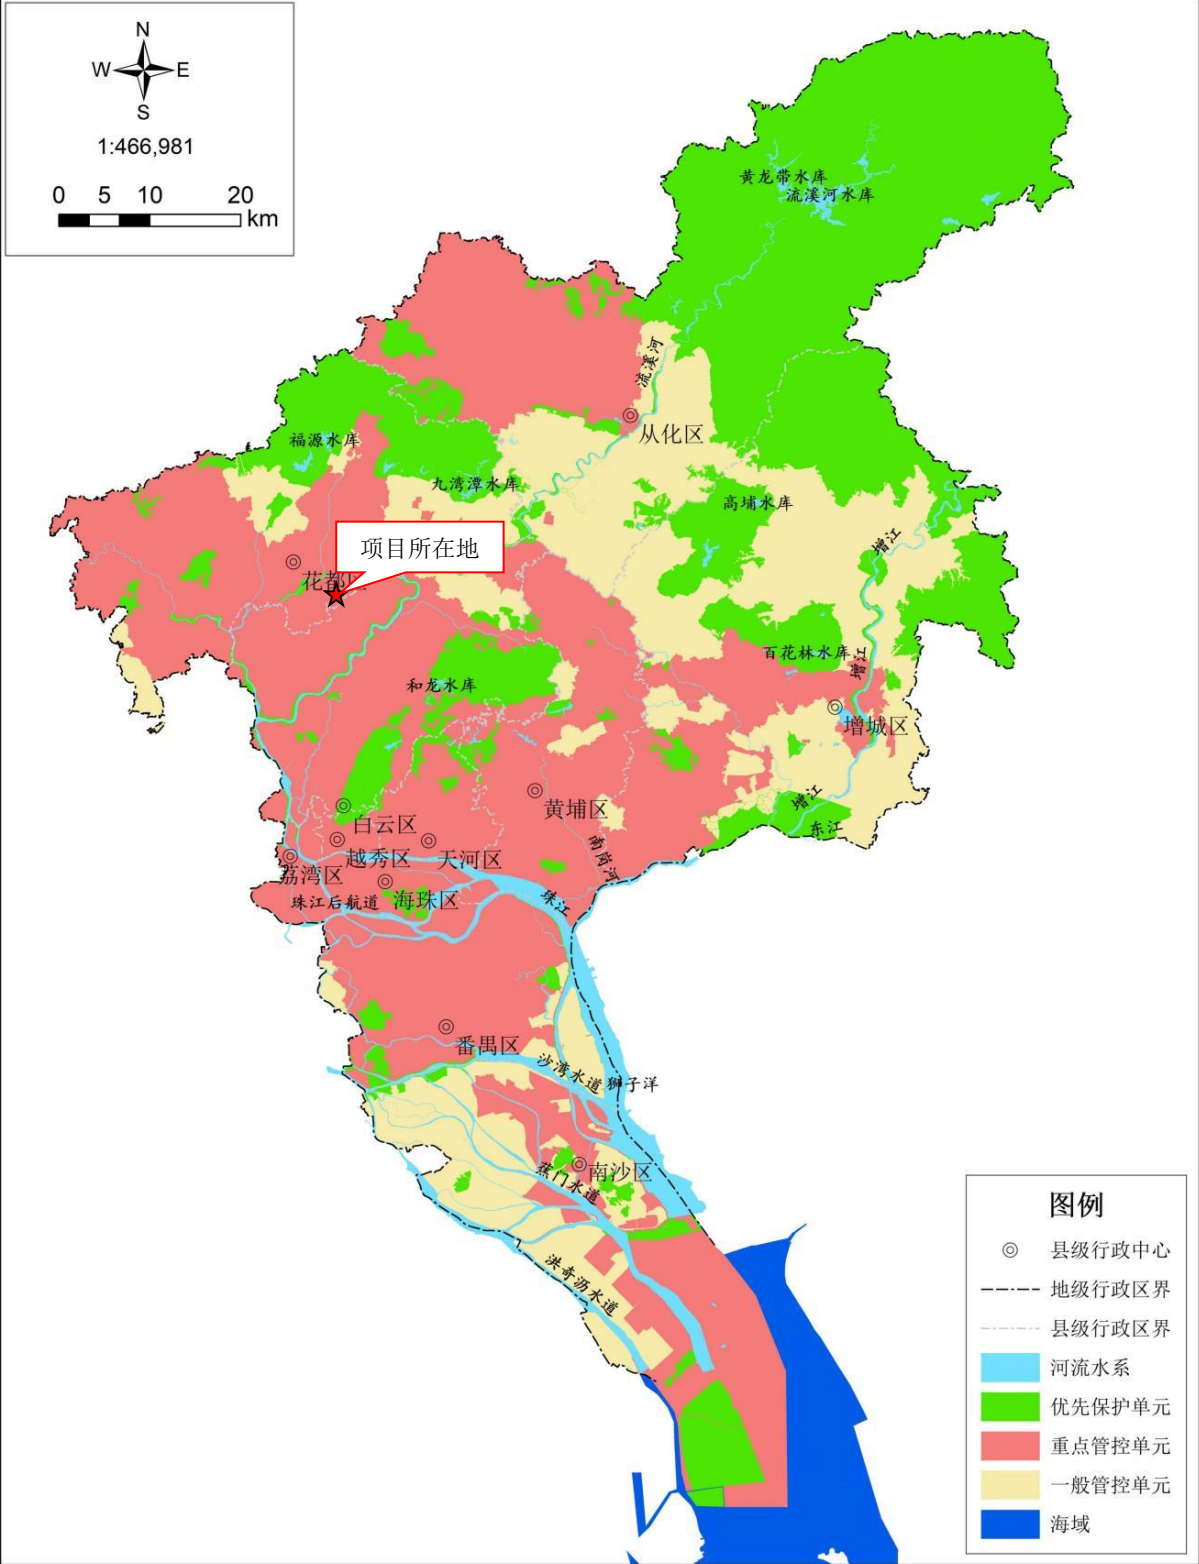 N
W E
S
1:466,981
0 5 10 20
km
黄龙带水库
流溪河水库
流溪河
从化区
福源水库
九湾潭水库
高埔水库
增江
项目所在地
花都区
百花林水库
增江
和龙水库
增城区
增江
东江
黄埔区
南岗河
白云区
越秀区
天河区
荔湾区
海珠区
珠江后航道
珠江
番禺区
沙湾水道
狮子洋
南沙区
蕉门水道
洪奇沥水道
图例
县级行政中心
地级行政区界
县级行政区界
河流水系
优先保护单元
重点管控单元
一般管控单元
海域